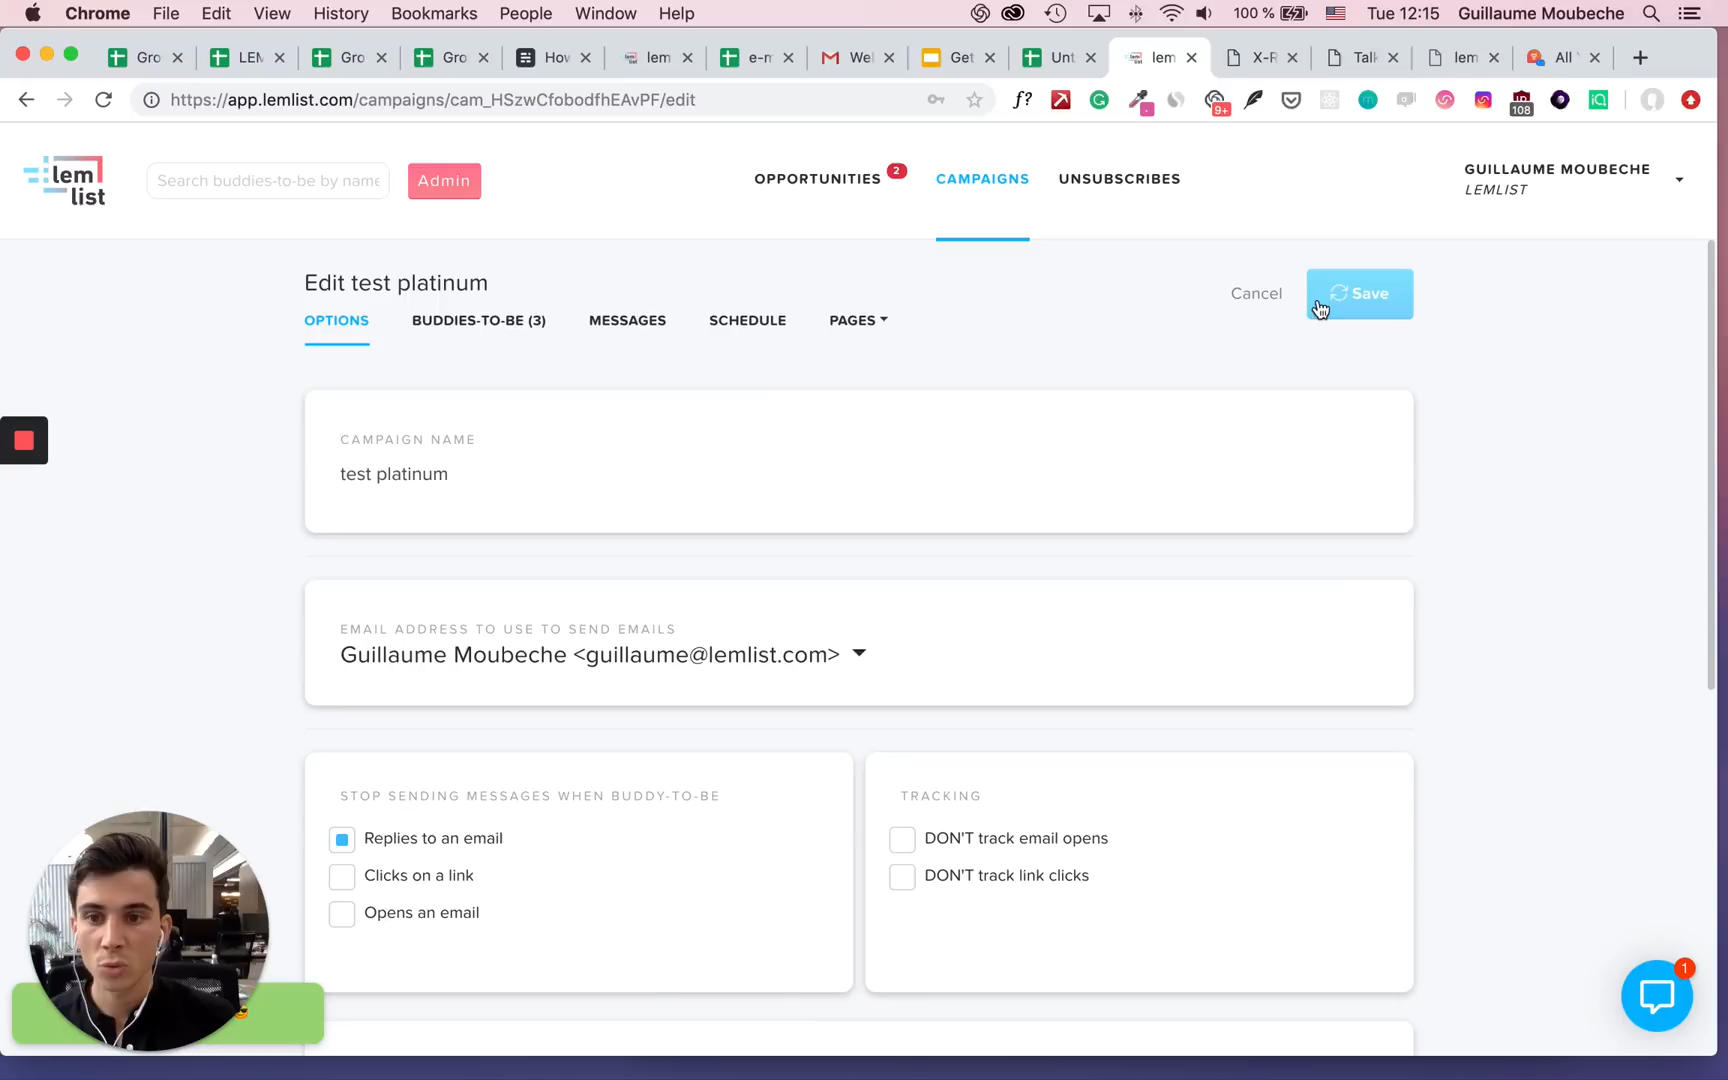 Chrome File Edit View History Bookmarks People Window Help 100 % Tue 12:15 Guillaume Moubeche
Gro LEM Gro Gro How lem e-m Wel Get Unt lem X-R Talk lem All
https://app.lemlist.com/campaigns/cam_HSzwCfobodfhEAvPF/edit f? 9+ 108
lem list
Search buddies-to-be by name
Admin
OPPORTUNITIES 2 CAMPAIGNS UNSUBSCRIBES
GUILLAUME MOUBECHE
LEMLIST
Edit test platinum
Cancel Save
OPTIONS BUDDIES-TO-BE (3) MESSAGES SCHEDULE PAGES
CAMPAIGN NAME
test platinum
EMAIL ADDRESS TO USE TO SEND EMAILS
Guillaume Moubeche <guillaume@lemlist.com>
STOP SENDING MESSAGES WHEN BUDDY-TO-BE
Replies to an email
Clicks on a link
Opens an email
TRACKING
DON'T track email opens
DON'T track link clicks
1